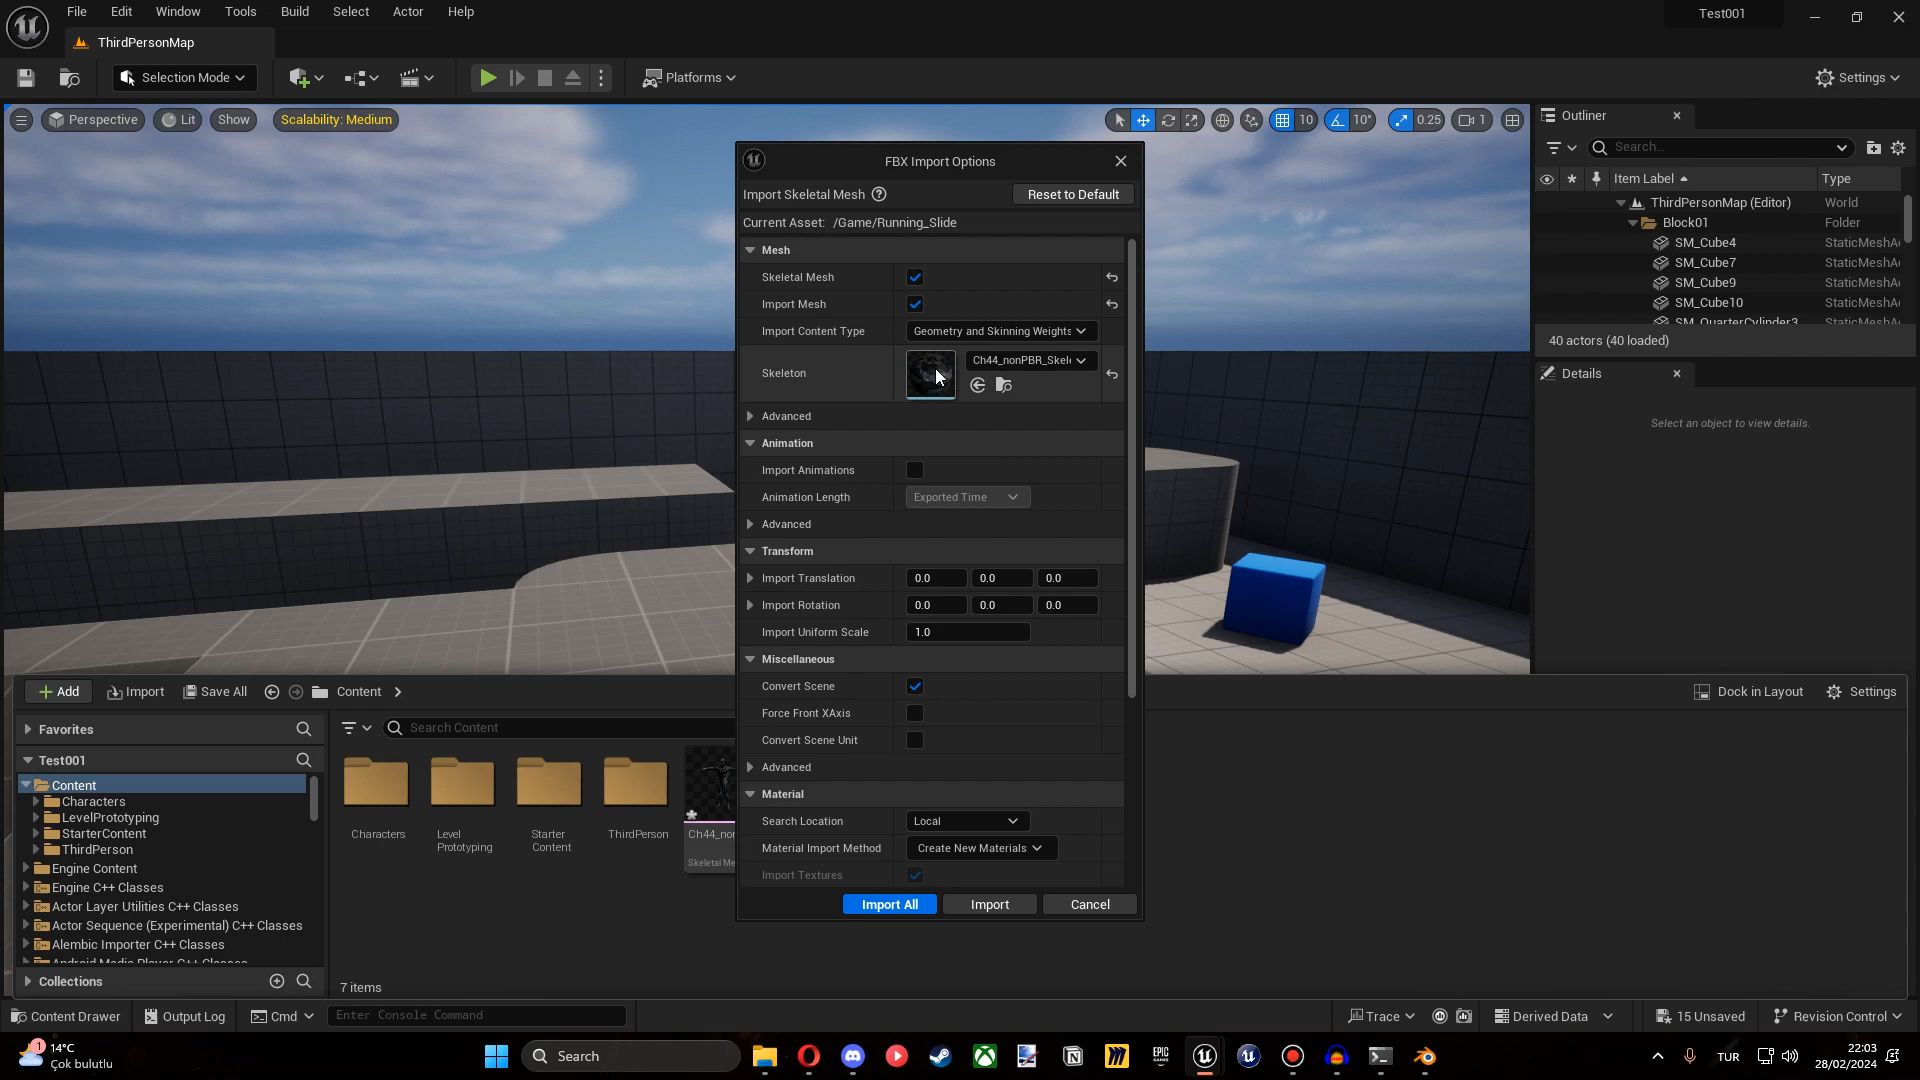 File Edit Window Tools Build Select Actor Help
Test001
ThirdPersonMap
Selection Mode
Platforms
Settings
Perspective Lit Show Scalability: Medium
10 10° 0.25 1
Outliner
Search...
Item Label Type
ThirdPersonMap (Editor) World
Block01 Folder
SM_Cube4 StaticMeshA
SM_Cube7 StaticMeshA
SM_Cube9 StaticMeshA
SM_Cube10 StaticMeshA
SM_QuarterCylinder3 StaticMeshA
40 actors (40 loaded)
Details
Select an object to view details.
FBX Import Options
Import Skeletal Mesh ? Reset to Default
Current Asset: /Game/Running_Slide
Mesh
Skeletal Mesh
Import Mesh
Import Content Type Geometry and Skinning Weights
Skeleton Ch44_nonPBR_Skel
Advanced
Animation
Import Animations
Animation Length Exported Time
Advanced
Transform
Import Translation 0.0 0.0 0.0
Import Rotation 0.0 0.0 0.0
Import Uniform Scale 1.0
Miscellaneous
Convert Scene
Force Front XAxis
Convert Scene Unit
Advanced
Material
Search Location Local
Material Import Method Create New Materials
Import Textures
Import All Import Cancel
Add Import Save All Content
Dock in Layout Settings
Favorites
Search Content
Test001
Content
Characters
LevelPrototyping
StarterContent
ThirdPerson
Engine Content
Engine C++ Classes
Actor Layer Utilities C++ Classes
Actor Sequence (Experimental) C++ Classes
Alembic Importer C++ Classes
Android Media Player C++ Classes
Collections
Characters
Level
Prototyping
Starter
Content
ThirdPerson
Ch44_nor
Skeletal Me
7 items
Content Drawer Output Log Cmd Enter Console Command
Trace Derived Data 15 Unsaved Revision Control
1
14°C
Çok bulutlu
Search
EPIC
GAMES
TUR
22:03
28/02/2024